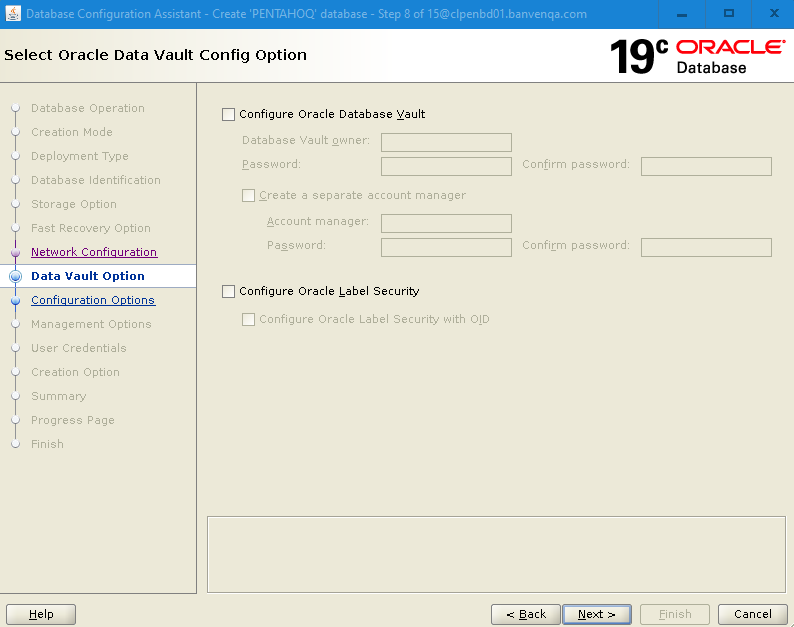 Database Configuration Assistant - Create 'PENTAHOQ' database - Step 8 of 15@clpenbd01.banvenqa.com
Select Oracle Data Vault Config Option
19c ORACLE
Database
Database Operation
Creation Mode
Deployment Type
Database Identification
Storage Option
Fast Recovery Option
Network Configuration
Data Vault Option
Configuration Options
Management Options
User Credentials
Creation Option
Summary
Progress Page
Finish
Configure Oracle Database Vault
Database Vault owner:
Password: Confirm password:
Create a separate account manager
Account manager:
Password: Confirm password:
Configure Oracle Label Security
Configure Oracle Label Security with OID
Help < Back Next > Finish Cancel